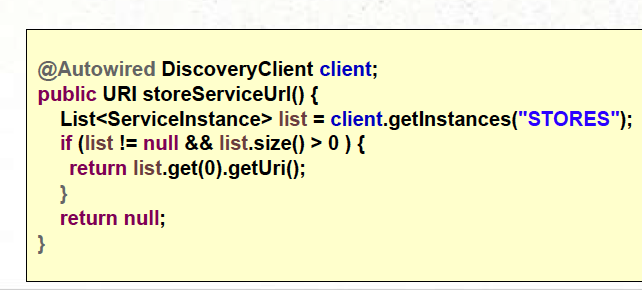 @Autowired DiscoveryClient client;
public URI storeServiceUrl() {
List<ServiceInstance> list = client.getInstances("STORES");
if (list != null && list.size() > 0 ) {
return list.get(0).getUri();
}
return null;
}